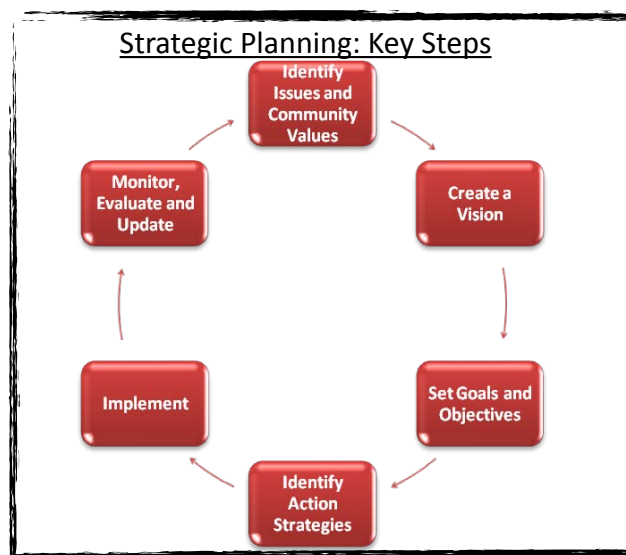 Strategic Planning: Key Steps
Identify
Issues and
Community
Values
Create a
Vision
Set Goals and
Objectives
Identify
Action
Strategies
Implement
Monitor,
Evaluate and
Update